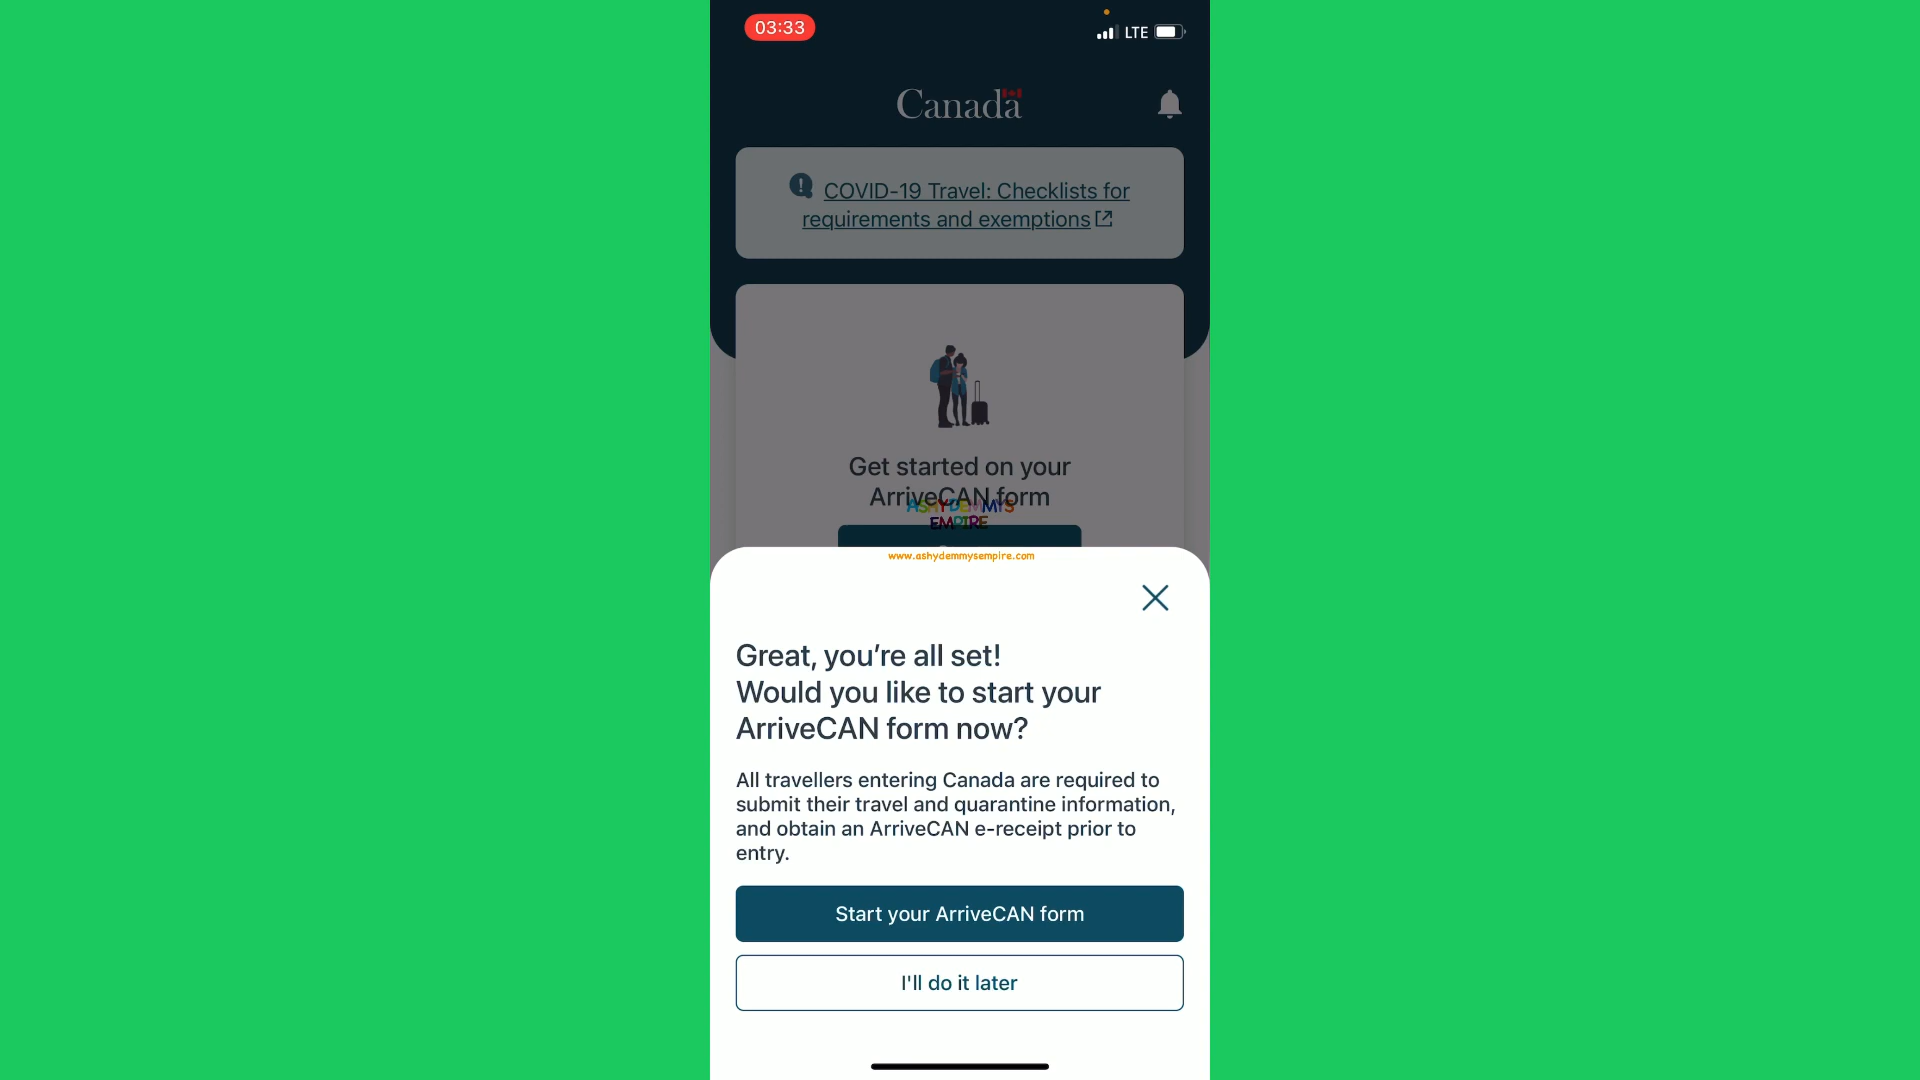 03:33
LTE
Canada
COVID-19 Travel: Checklists for
requirements and exemptions
Get started on your
ArriveCAN form
ASHYDEMMYS
EMPIRE
www.ashydemmysempire.com
Great, you’re all set!
Would you like to start your
ArriveCAN form now?
All travellers entering Canada are required to
submit their travel and quarantine information,
and obtain an ArriveCAN e-receipt prior to
entry.
Start your ArriveCAN form
I'll do it later